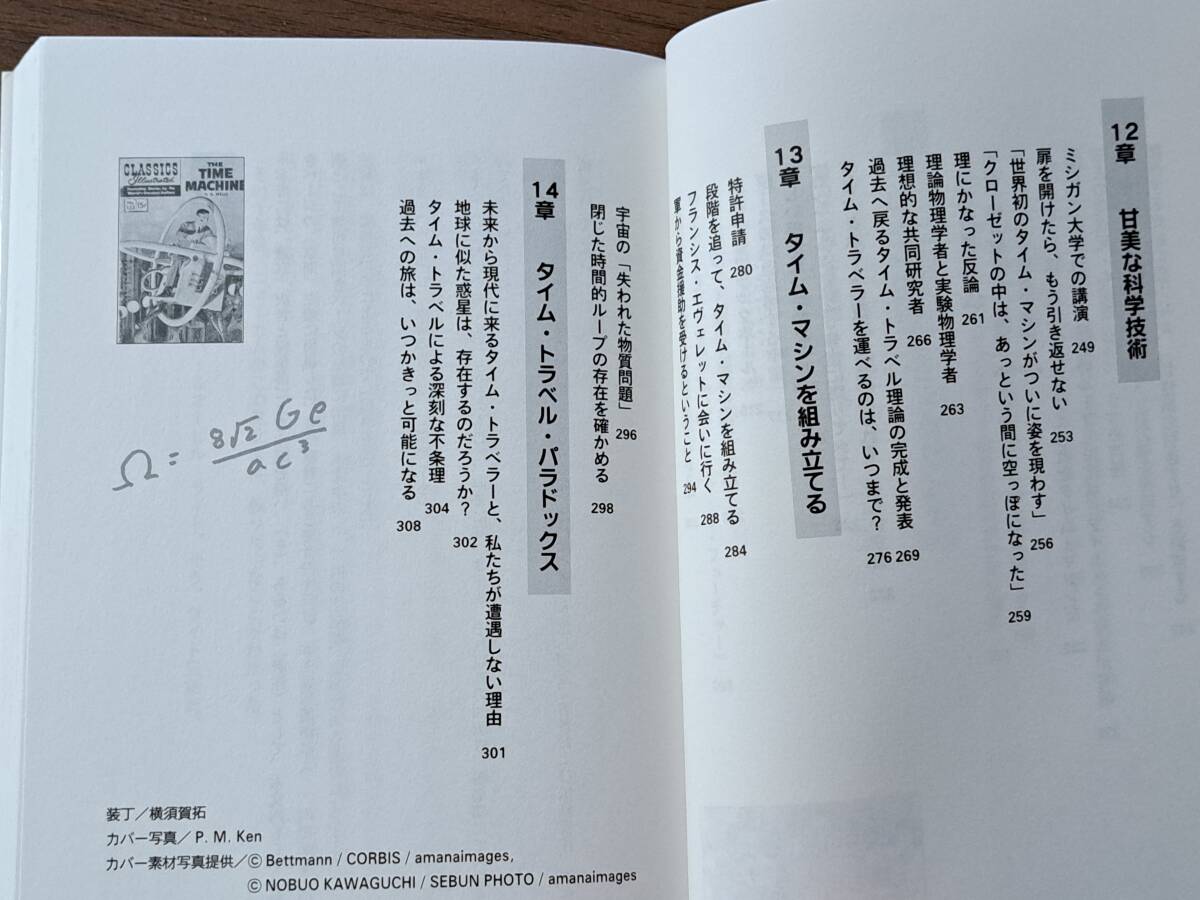 12章 甘美な科学技術
ミシガン大学での講演 249
扉を開けたら、もう引き返せない 253
「世界初のタイム・マシンがついに姿を現わす」 256
「クローゼットの中は、あっという間に空っぽになった」 259
理にかなった反論 261
理論物理学者と実験物理学者 263
理想的な共同研究者 266
過去へ戻るタイム・トラベル理論の完成と発表 269
タイム・トラベラーを運べるのは、いつまで? 276
13章 タイム・マシンを組み立てる
特許申請 280
段階を追って、タイム・マシンを組み立てる 284
フランシス・エヴェレットに会いに行く 288
軍から資金援助を受けるということ 294
宇宙の「失われた物質問題」 296
閉じた時間的ループの存在を確かめる 298
14章 タイム・トラベル・パラドックス
未来から現代に来るタイム・トラベラーと、私たちが遭遇しない理由 301
地球に似た惑星は、存在するのだろうか? 302
タイム・トラベルによる深刻な不条理 304
過去への旅は、いつかきっと可能になる 308
CLASSICS
Illustrated
THE
TIME
MACHINE
15¢
Ω = 8√2 Gρ / a c³
装丁/横須賀拓
カバー写真/P. M. Ken
カバー素材写真提供/© Bettmann / CORBIS / amanaimages,
© NOBUO KAWAGUCHI / SEBUN PHOTO / amanaimages